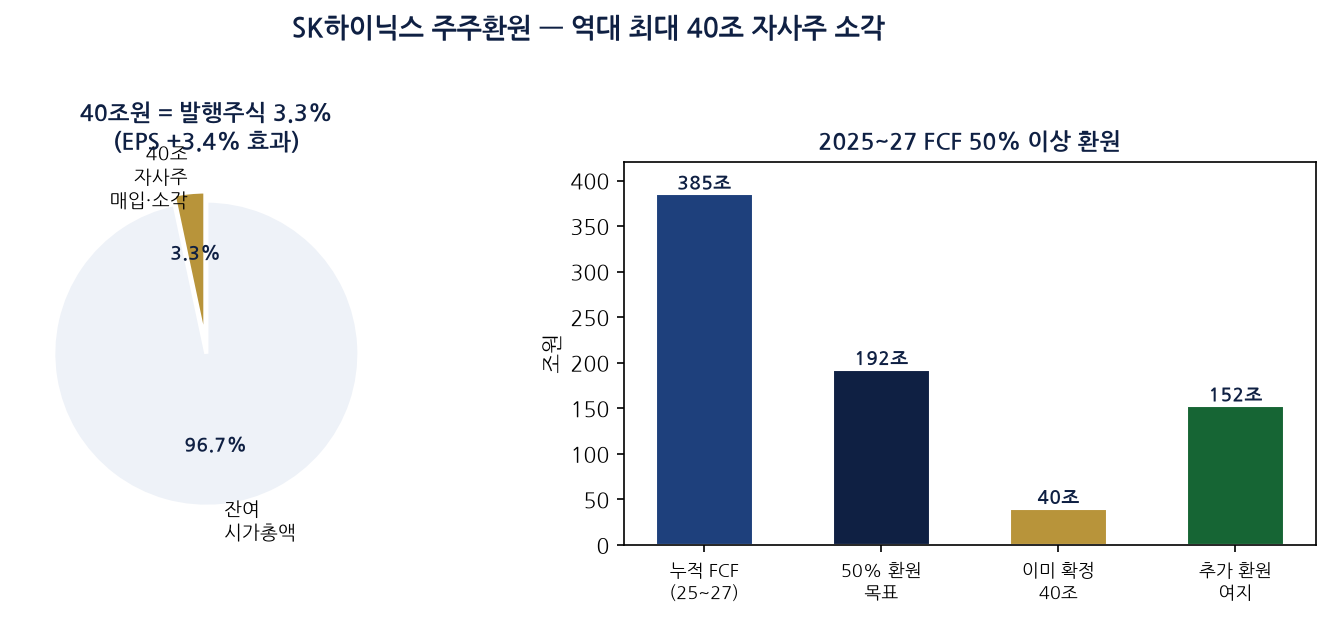 SK하이닉스 주주환원 — 역대 최대 40조 자사주 소각
40조원 = 발행주식 3.3%
(EPS +3.4% 효과)
40조
자사주
매입·소각
3.3%
96.7%
잔여
시가총액
2025~27 FCF 50% 이상 환원
조원
400
350
300
250
200
150
100
50
0
385조
192조
40조
152조
누적 FCF
(25~27)
50% 환원
목표
이미 확정
40조
추가 환원
여지